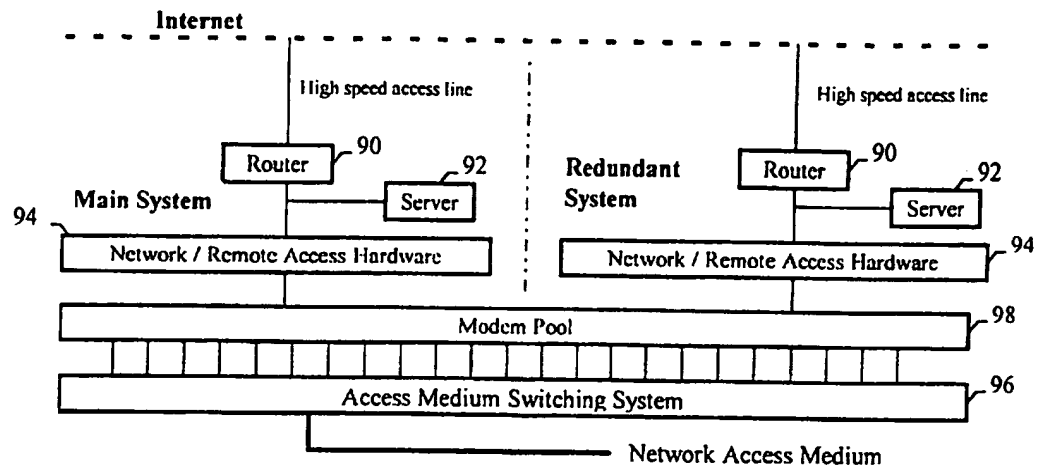 Internet
High speed access line
High speed access line
90
Router
90
Router
92
Server
92
Server
Main System
Redundant
System
94
Network / Remote Access Hardware
Network / Remote Access Hardware
94
98
Modem Pool
96
Access Medium Switching System
Network Access Medium